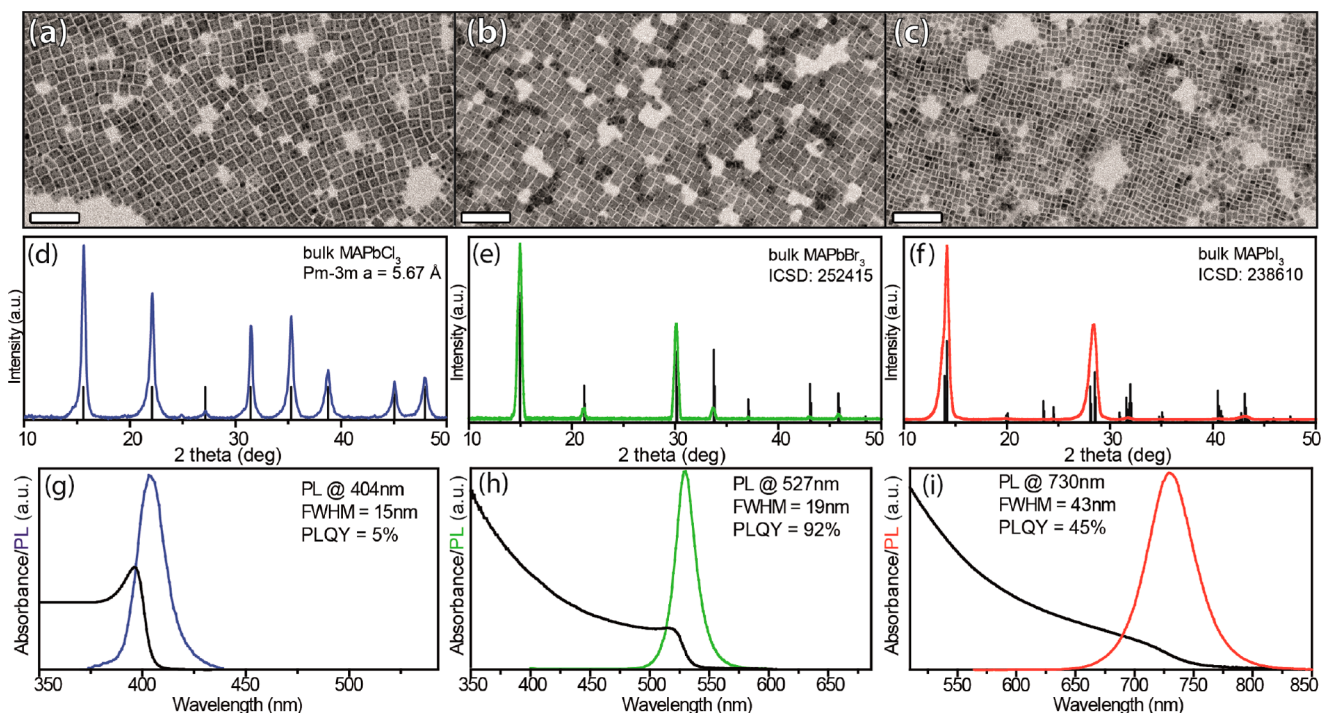 (a)
(b)
(c)
(d)
bulk MAPbCl₃
Pm-3m a = 5.67 Å
Intensity (a.u.)
10 20 30 40 50
2 theta (deg)
(e)
bulk MAPbBr₃
ICSD: 252415
Intensity (a.u.)
10 20 30 40 50
2 theta (deg)
(f)
bulk MAPbI₃
ICSD: 238610
Intensity (a.u.)
10 20 30 40 50
2 theta (deg)
(g)
PL @ 404nm
FWHM = 15nm
PLQY = 5%
Absorbance/PL (a.u.)
350 400 450 500
Wavelength (nm)
(h)
PL @ 527nm
FWHM = 19nm
PLQY = 92%
Absorbance/PL (a.u.)
350 400 450 500 550 600 650
Wavelength (nm)
(i)
PL @ 730nm
FWHM = 43nm
PLQY = 45%
Absorbance/PL (a.u.)
550 600 650 700 750 800 850
Wavelength (nm)